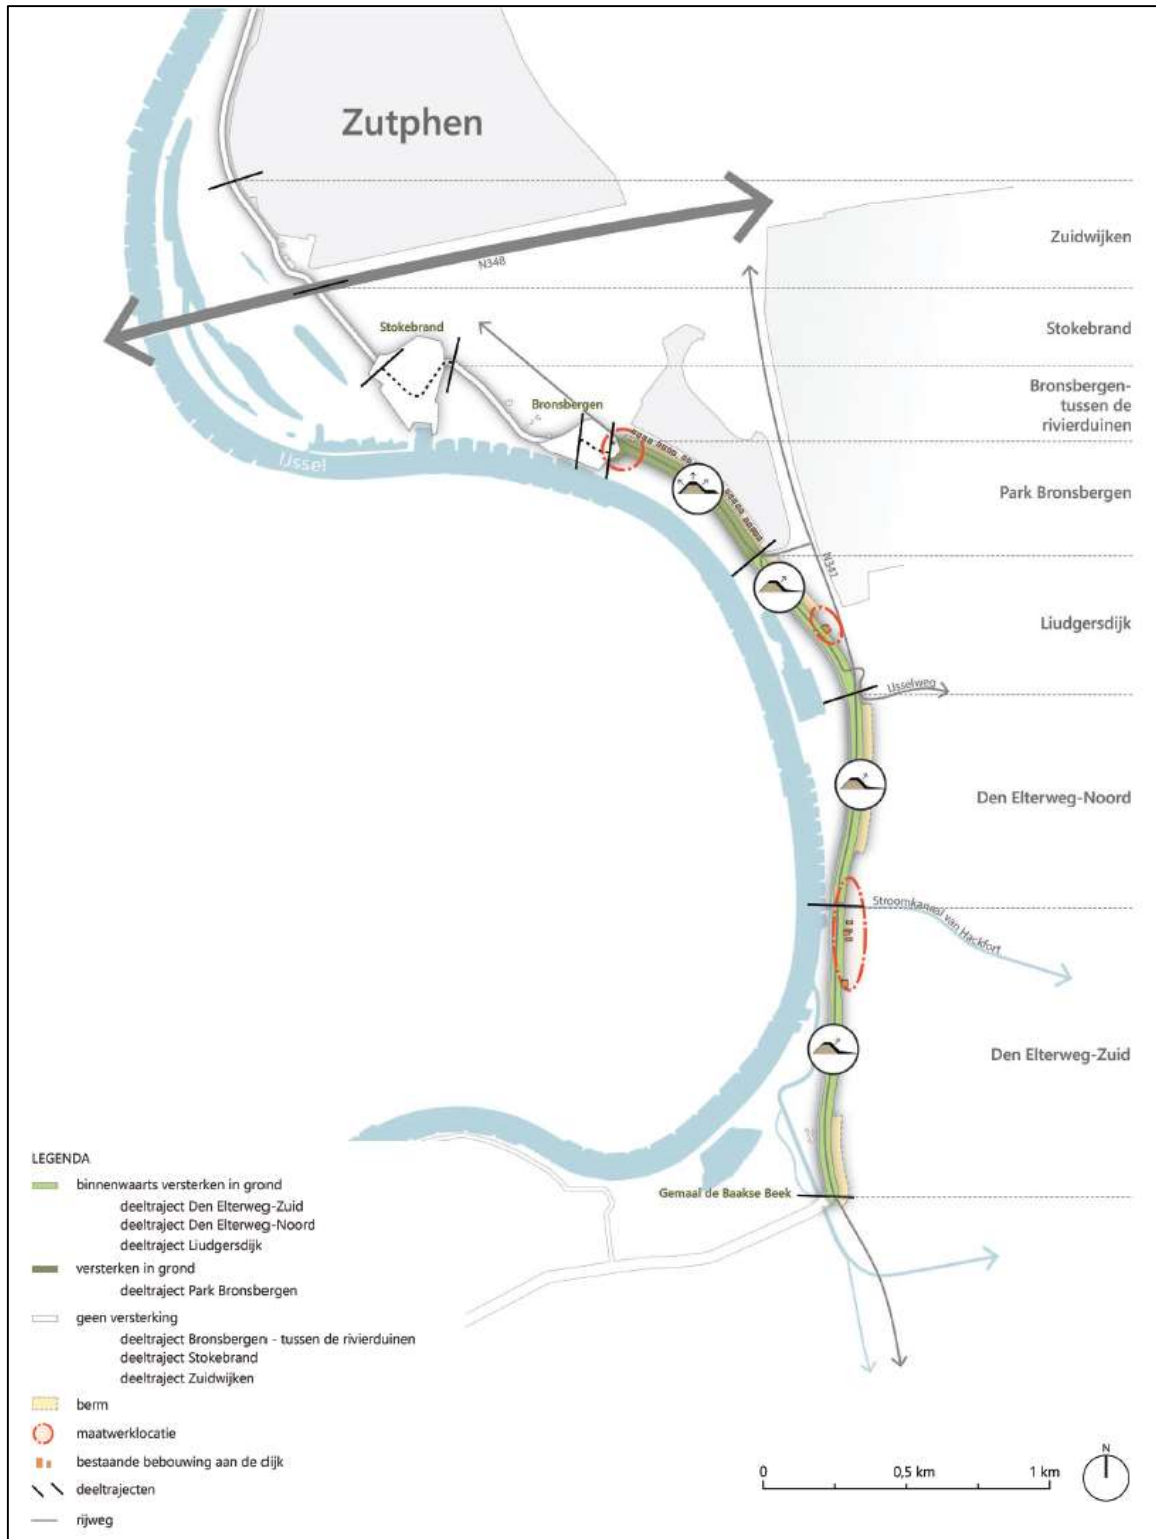 Zutphen
Zuidwijken
N348
Stokebrand
Stokebrand
Bronsbergen-
tussen de
rivierduinen
Bronsbergen
IJssel
Park Bronsbergen
N341
Liudgersdijk
IJsselweg
Den Elterweg-Noord
Stroomkanaal van Hackfort
Den Elterweg-Zuid
Gemaal de Baakse Beek
LEGENDA
binnenwaarts versterken in grond
deeltraject Den Elterweg-Zuid
deeltraject Den Elterweg-Noord
deeltraject Liudgersdijk
versterken in grond
deeltraject Park Bronsbergen
geen versterking
deeltraject Bronsbergen - tussen de rivierduinen
deeltraject Stokebrand
deeltraject Zuidwijken
berm
maatwerklocatie
bestaande bebouwing aan de dijk
deeltrajecten
rijweg
0 0,5 km 1 km
N